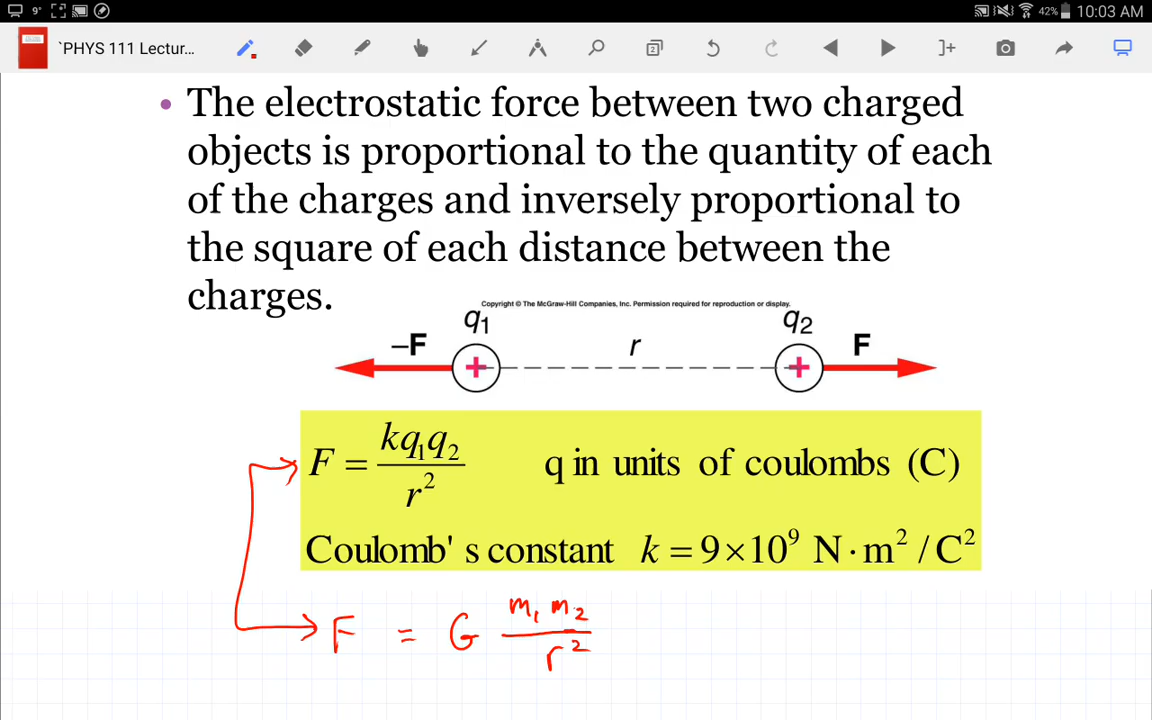 9° 42% 10:03 AM
`PHYS 111 Lectur...
2
• The electrostatic force between two charged
objects is proportional to the quantity of each
of the charges and inversely proportional to
the square of each distance between the
charges.
Copyright © The McGraw-Hill Companies, Inc. Permission required for reproduction or display.
q1 q2
–F r F
+ +
F = kq₁q₂ / r² q in units of coulombs (C)
Coulomb' s constant k = 9×10⁹ N·m² / C²
F = G m₁ m₂ / r²